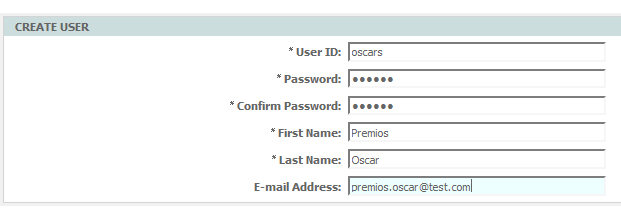 CREATE USER
* User ID: oscars
* Password: ••••••
* Confirm Password: ••••••
* First Name: Premios
* Last Name: Oscar
E-mail Address: premios.oscar@test.com